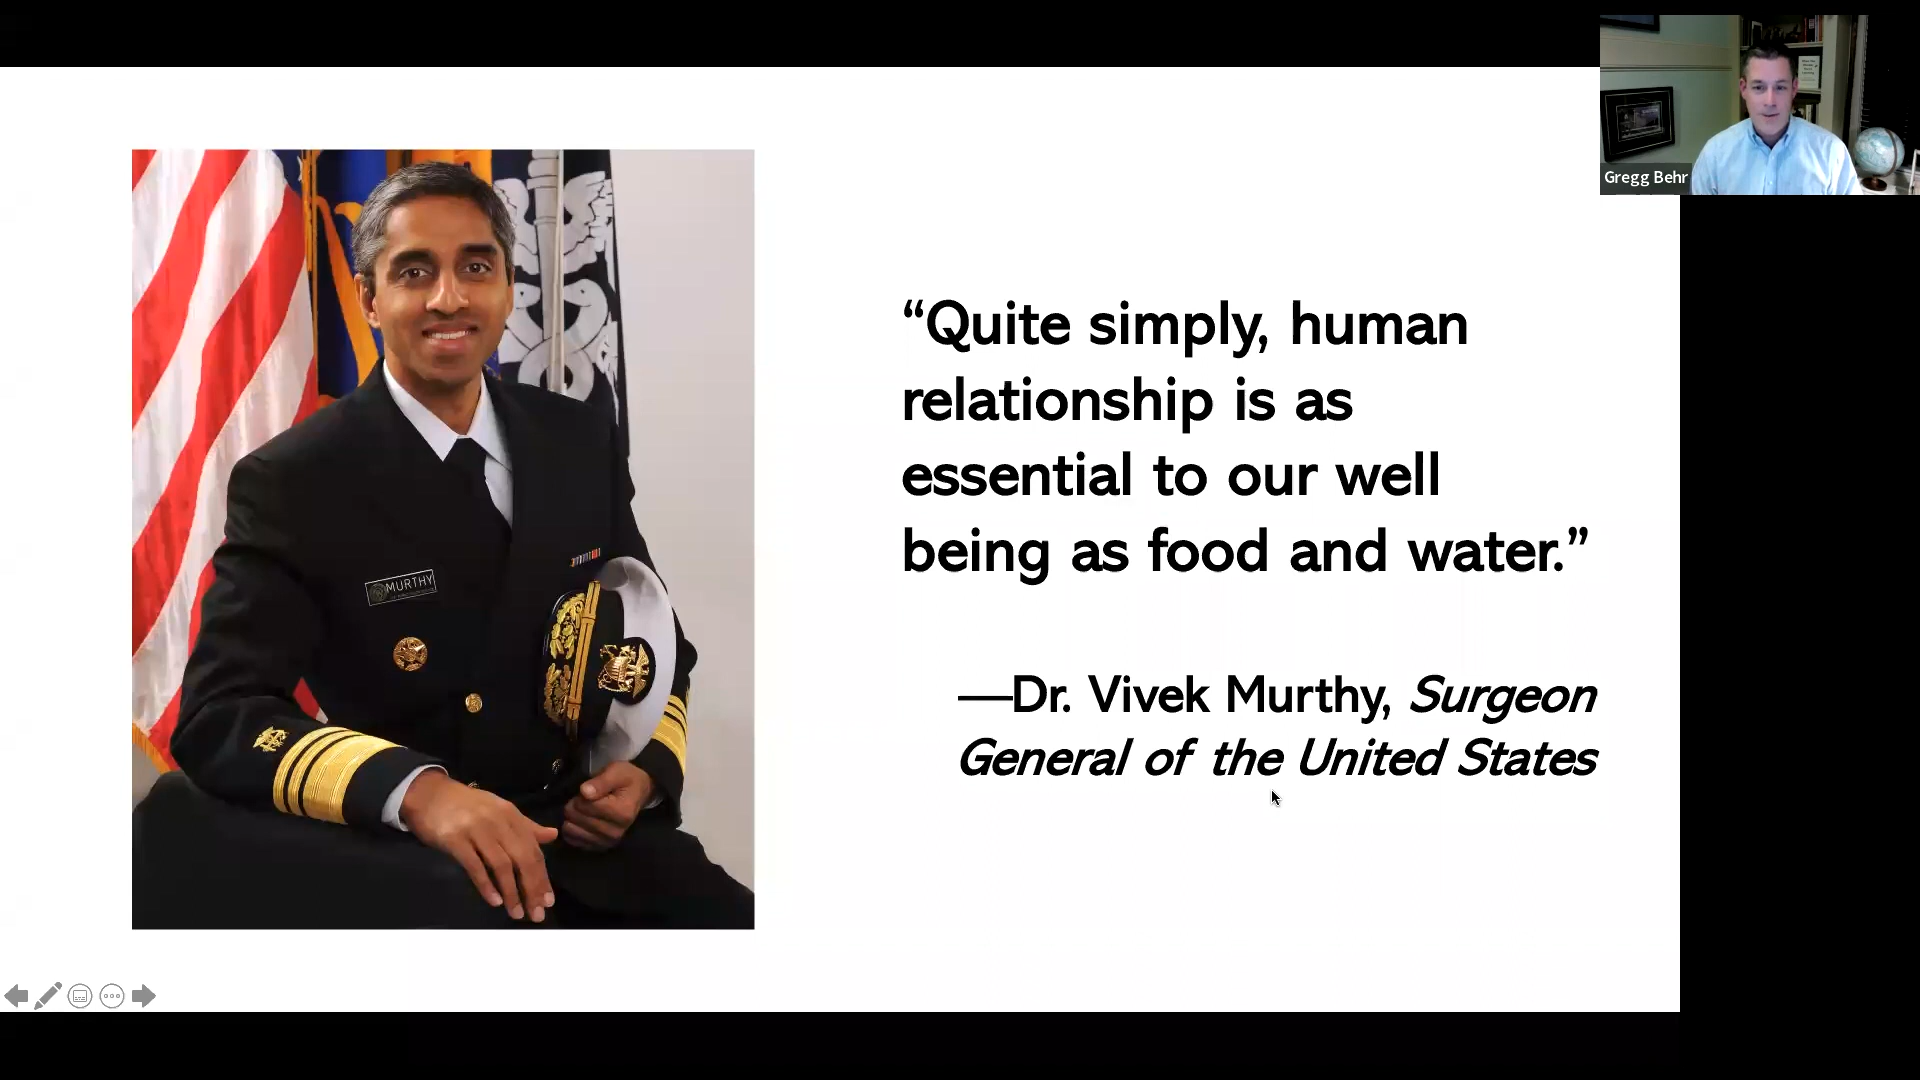 Gregg Behr
“Quite simply, human
relationship is as
essential to our well
being as food and water.”
—Dr. Vivek Murthy, Surgeon
General of the United States
MURTHY